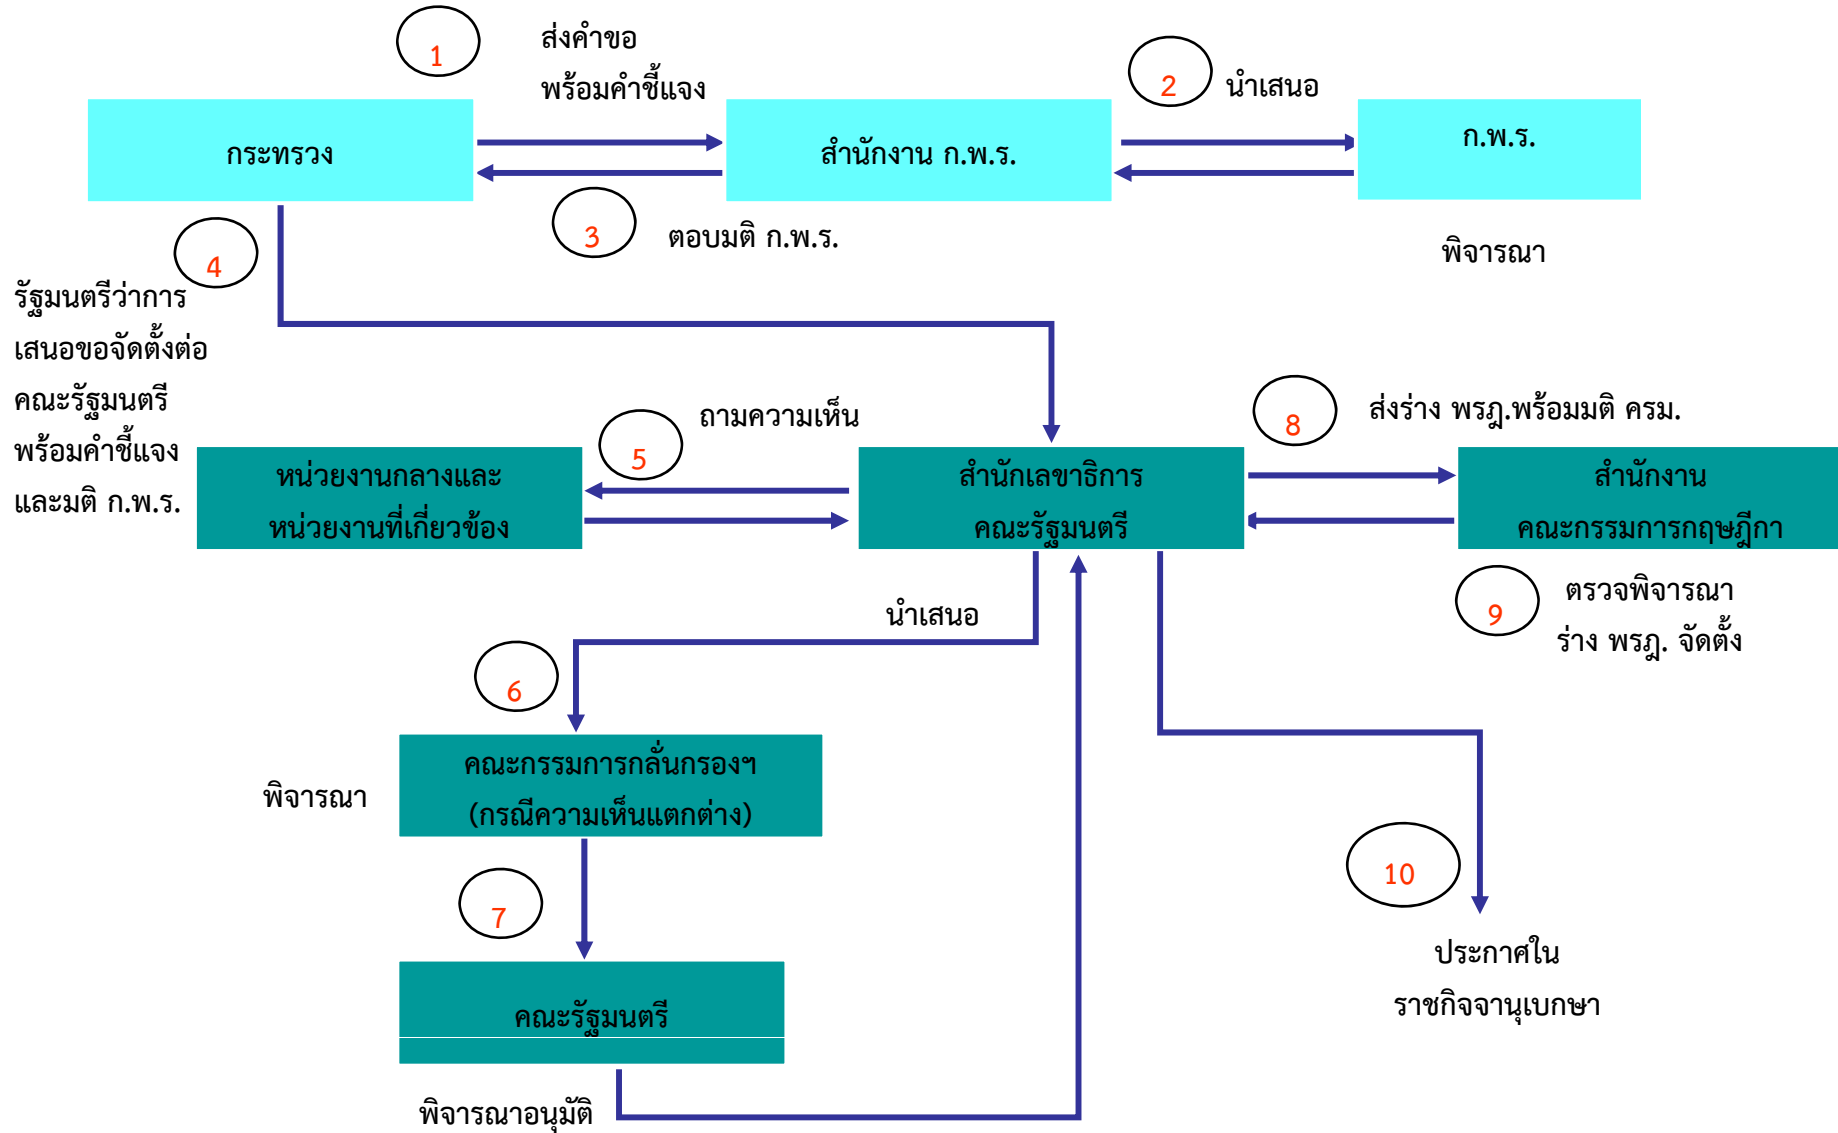 1
ส่งคำขอ
พร้อมคำชี้แจง
2
นำเสนอ
กระทรวง
สำนักงาน ก.พ.ร.
ก.พ.ร.
3
ตอบมติ ก.พ.ร.
พิจารณา
4
รัฐมนตรีว่าการ
เสนอขอจัดตั้งต่อ
คณะรัฐมนตรี
พร้อมคำชี้แจง
และมติ ก.พ.ร.
5
ถามความเห็น
8
ส่งร่าง พรฎ.พร้อมมติ ครม.
หน่วยงานกลางและ
หน่วยงานที่เกี่ยวข้อง
สำนักเลขาธิการ
คณะรัฐมนตรี
สำนักงาน
คณะกรรมการกฤษฎีกา
9
ตรวจพิจารณา
ร่าง พรฎ. จัดตั้ง
นำเสนอ
6
พิจารณา
คณะกรรมการกลั่นกรองฯ
(กรณีความเห็นแตกต่าง)
7
คณะรัฐมนตรี
พิจารณาอนุมัติ
10
ประกาศใน
ราชกิจจานุเบกษา